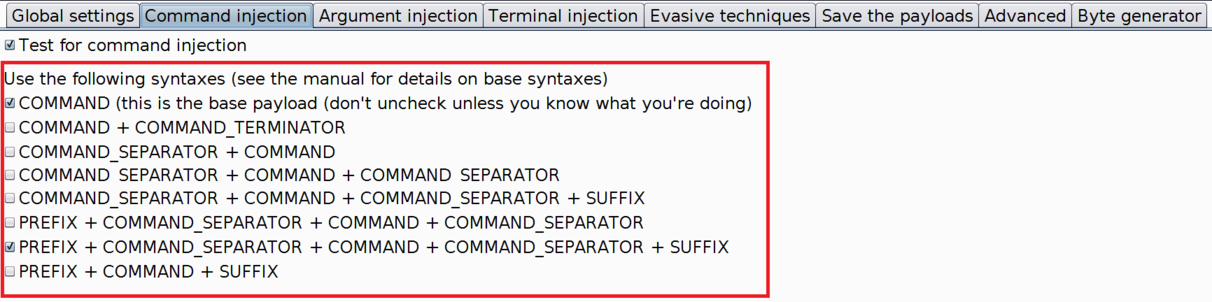 Global settings Command injection Argument injection Terminal injection Evasive techniques Save the payloads Advanced Byte generator
Test for command injection
Use the following syntaxes (see the manual for details on base syntaxes)
COMMAND (this is the base payload (don't uncheck unless you know what you're doing)
COMMAND + COMMAND_TERMINATOR
COMMAND_SEPARATOR + COMMAND
COMMAND_SEPARATOR + COMMAND + COMMAND_SEPARATOR
COMMAND_SEPARATOR + COMMAND + COMMAND_SEPARATOR + SUFFIX
PREFIX + COMMAND_SEPARATOR + COMMAND + COMMAND_SEPARATOR
PREFIX + COMMAND_SEPARATOR + COMMAND + COMMAND_SEPARATOR + SUFFIX
PREFIX + COMMAND + SUFFIX